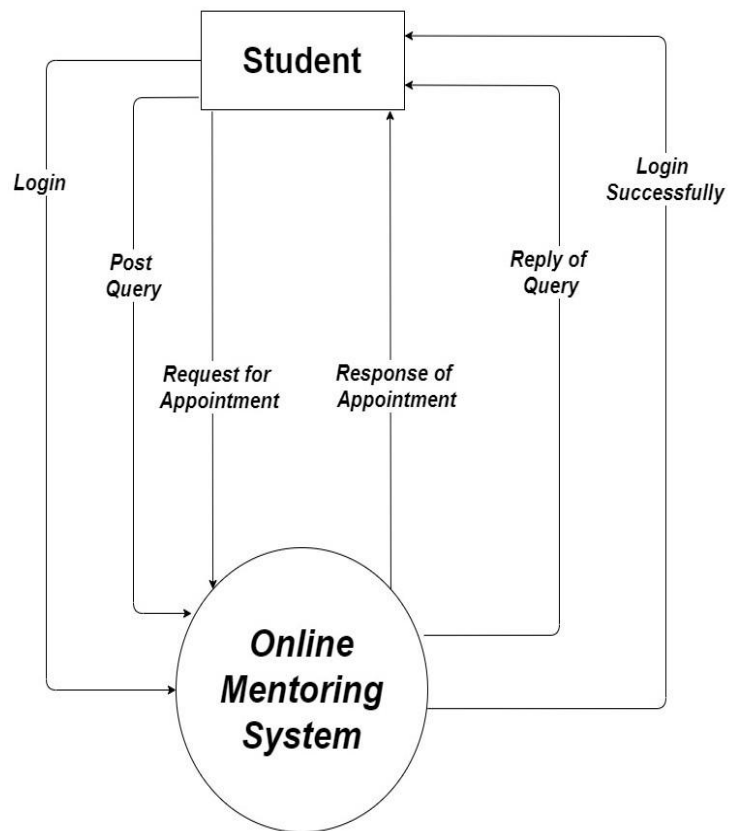 Student
Login
Login
Successfully
Post
Query
Reply of
Query
Request for
Appointment
Response of
Appointment
Online
Mentoring
System